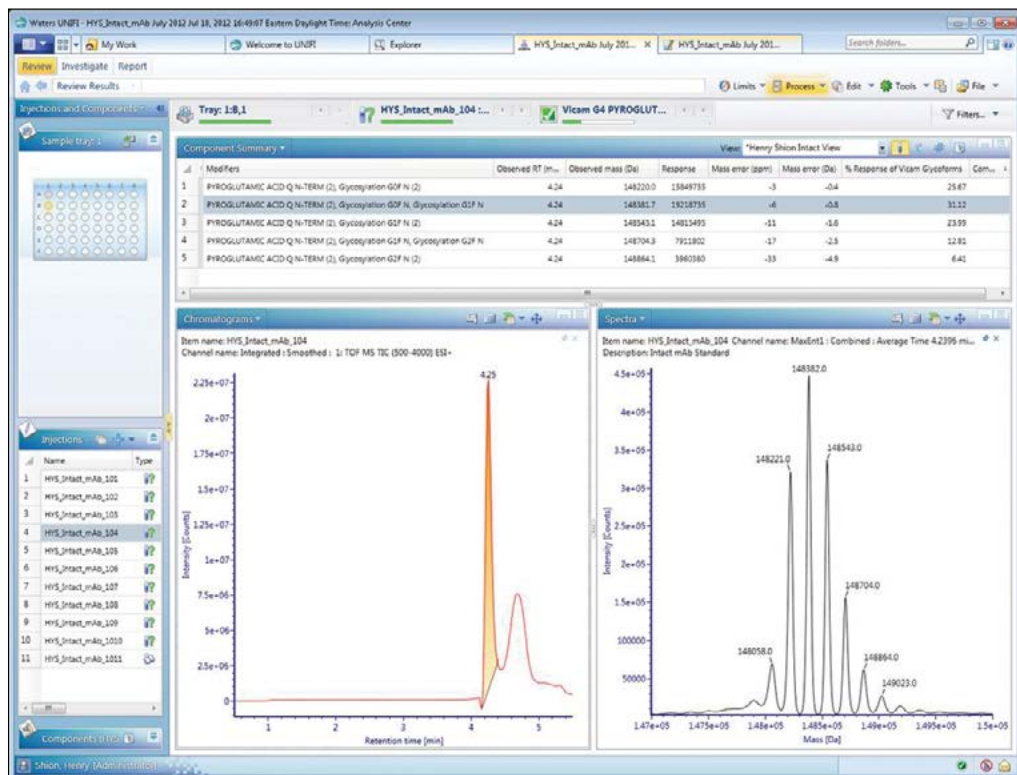 Waters UNIFI - HYS_Intact_mAb July 2012 Jul 18, 2012 16:49:07 Eastern Daylight Time: Analysis Center
My Work Welcome to UNIFI Explorer HYS_Intact_mAb July 201... HYS_Intact_mAb July 201... Search folders...
Review Investigate Report
Review Results Limits Process Edit Tools File
Injections and Components Tray: 1:B,1 HYS_Intact_mAb_104 :... Vicam G4 PYROGLUT... Filters...
Sample tray: 1
Component Summary View: *Henry Shion Intact View
Modifiers Observed RT (m... Observed mass (Da) Response Mass error (ppm) Mass error (Da) % Response of Vicam Glycoforms Com...
1 PYROGLUTAMIC ACID Q N-TERM (2), Glycosylation G0F N (2) 4.24 148220.0 15849733 -3 -0.4 25.67
2 PYROGLUTAMIC ACID Q N-TERM (2), Glycosylation G0F N, Glycosylation G1F N 4.24 148381.7 19218735 -6 -0.8 31.12
3 PYROGLUTAMIC ACID Q N-TERM (2), Glycosylation G1F N (2) 4.24 148543.1 14813495 -11 -1.6 23.99
4 PYROGLUTAMIC ACID Q N-TERM (2), Glycosylation G1F N, Glycosylation G2F N 4.24 148704.3 7911802 -17 -2.5 12.81
5 PYROGLUTAMIC ACID Q N-TERM (2), Glycosylation G2F N (2) 4.24 148864.1 3960380 -33 -4.9 6.41
Chromatograms
Item name: HYS_Intact_mAb_104
Channel name: Integrated : Smoothed : 1: TOF MS TIC (500-4000) ESI+
4.25
2.25e+07
2e+07
1.75e+07
1.5e+07
1.25e+07
1e+07
7.5e+06
5e+06
2.5e+06
0
Intensity [Counts]
1 2 3 4 5
Retention time [min]
Spectra
Item name: HYS_Intact_mAb_104 Channel name: MaxEnt1 : Combined : Average Time 4.2396 mi...
Description: Intact mAb Standard
148382.0
148543.0
148221.0
148704.0
148058.0
148864.0
149023.0
4.5e+05
4e+05
3.5e+05
3e+05
2.5e+05
2e+05
1.5e+05
100000
50000
Intensity [Counts]
1.47e+05 1.475e+05 1.48e+05 1.485e+05 1.49e+05 1.495e+05 1.5e+05
Mass [Da]
Injections
Name Type
1 HYS_Intact_mAb_101
2 HYS_Intact_mAb_102
3 HYS_Intact_mAb_103
4 HYS_Intact_mAb_104
5 HYS_Intact_mAb_105
6 HYS_Intact_mAb_106
7 HYS_Intact_mAb_107
8 HYS_Intact_mAb_108
9 HYS_Intact_mAb_109
10 HYS_Intact_mAb_1010
11 HYS_Intact_mAb_1011
Shion, Henry [Administrator]